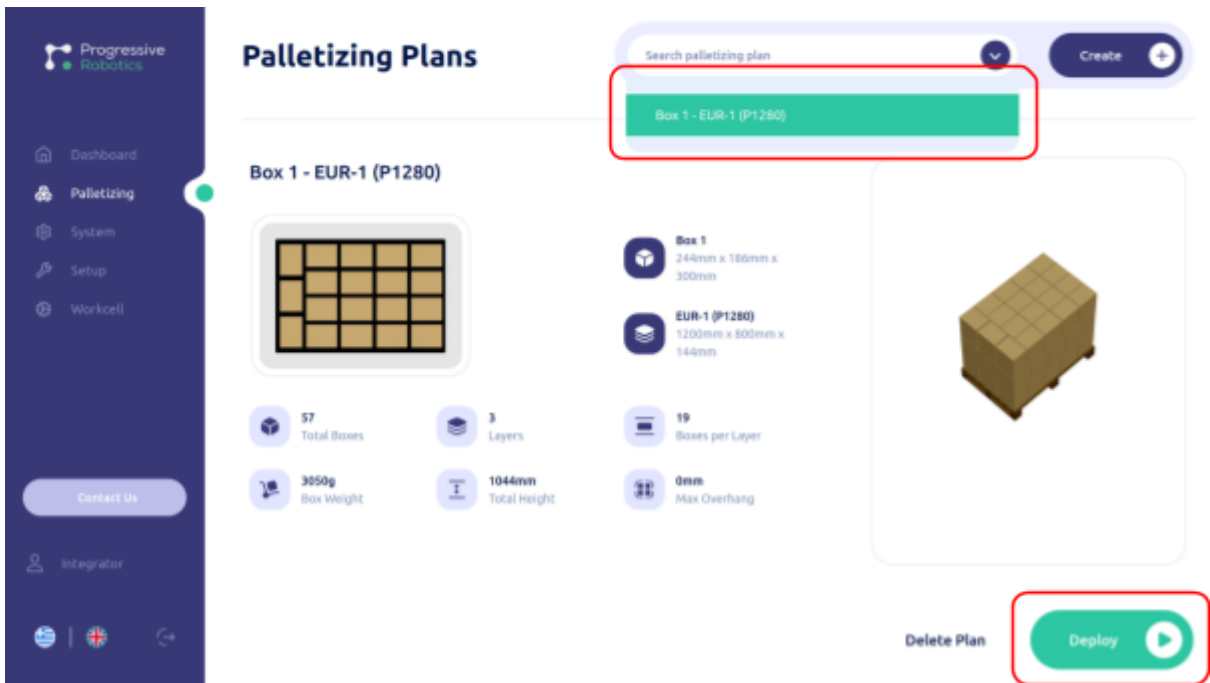 Progressive
Robotics
Palletizing Plans
Search palletizing plan
Create
Box 1 - EUR-1 (P1280)
Dashboard
Palletizing
System
Setup
Workcell
Contact Us
Integrator
Box 1 - EUR-1 (P1280)
Box 1
244mm x 186mm x
300mm
EUR-1 (P1280)
1200mm x 800mm x
144mm
57
Total Boxes
3
Layers
19
Boxes per Layer
3050g
Box Weight
1044mm
Total Height
0mm
Max Overhang
Delete Plan
Deploy